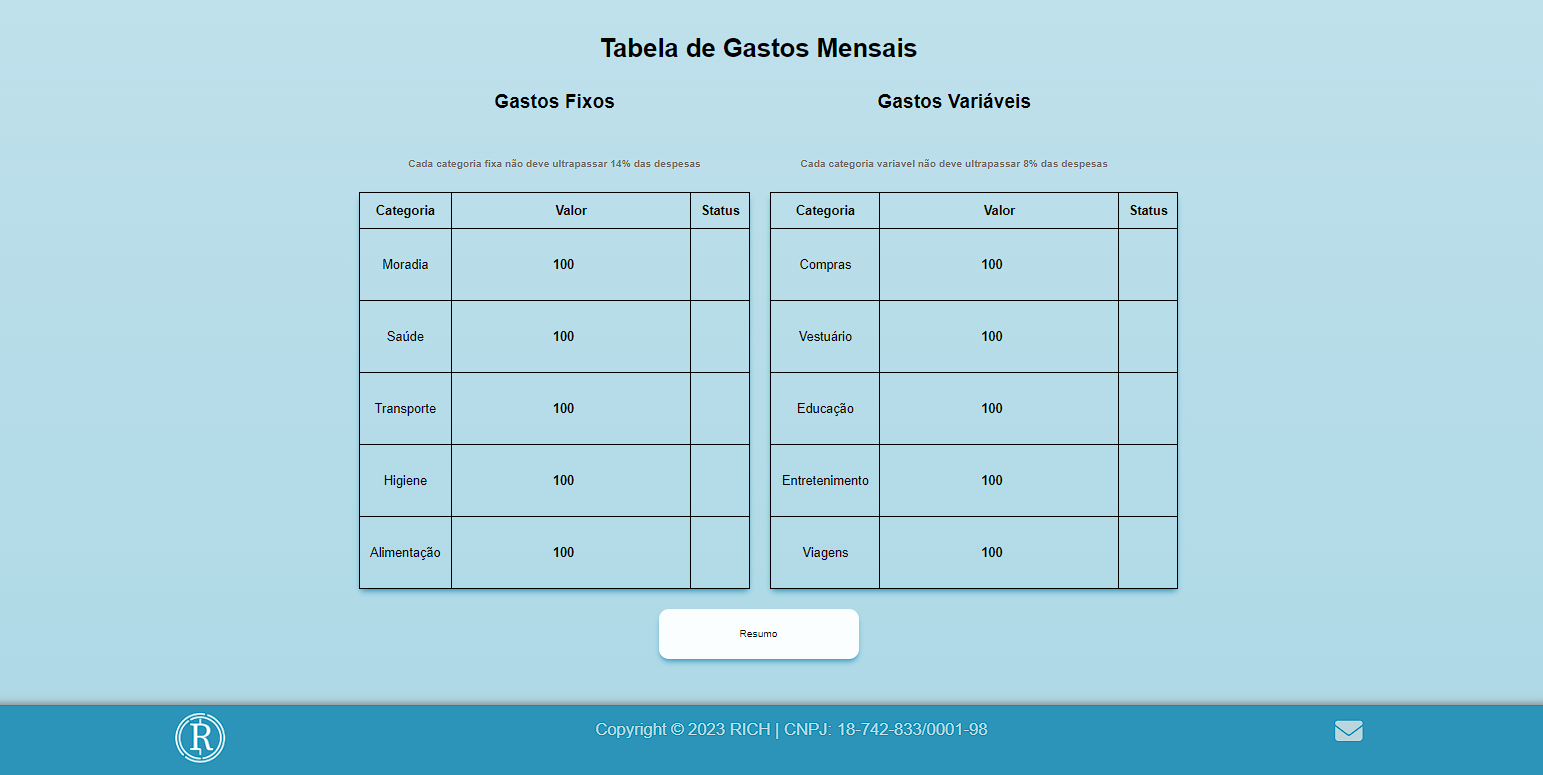 Tabela de Gastos Mensais
Gastos Fixos
Cada categoria fixa não deve ultrapassar 14% das despesas
Categoria Valor Status
Moradia 100
Saúde 100
Transporte 100
Higiene 100
Alimentação 100
Gastos Variáveis
Cada categoria variavel não deve ultrapassar 8% das despesas
Categoria Valor Status
Compras 100
Vestuário 100
Educação 100
Entretenimento 100
Viagens 100
Resumo
R
Copyright © 2023 RICH | CNPJ: 18-742-833/0001-98